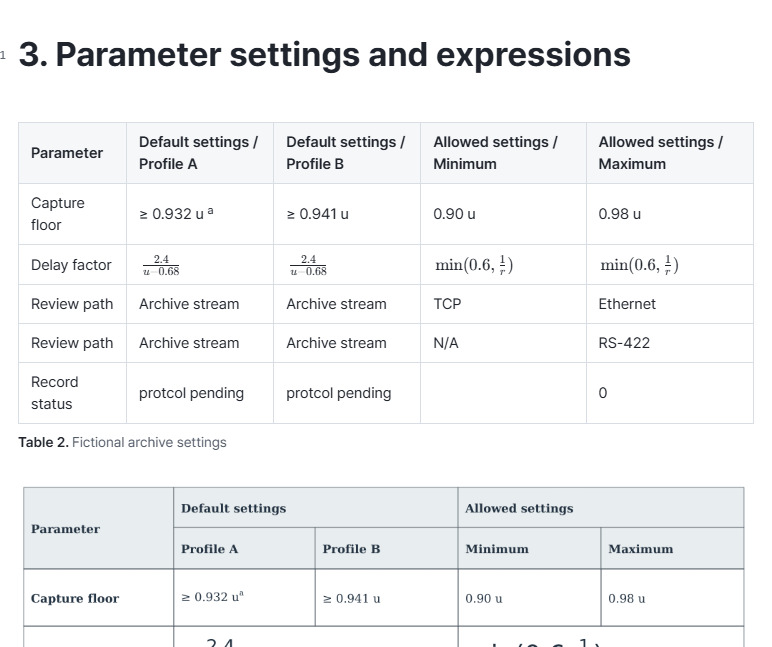 1
3. Parameter settings and expressions
Parameter
Default settings / Profile A
Default settings / Profile B
Allowed settings / Minimum
Allowed settings / Maximum
Capture floor
≥ 0.932 u a
≥ 0.941 u
0.90 u
0.98 u
Delay factor
2.4/(u−0.68)
2.4/(u−0.68)
min(0.6, 1/r)
min(0.6, 1/r)
Review path
Archive stream
Archive stream
TCP
Ethernet
Review path
Archive stream
Archive stream
N/A
RS-422
Record status
protcol pending
protcol pending
0
Table 2. Fictional archive settings
Parameter
Default settings
Allowed settings
Profile A
Profile B
Minimum
Maximum
Capture floor
≥ 0.932 ua
≥ 0.941 u
0.90 u
0.98 u
2.4